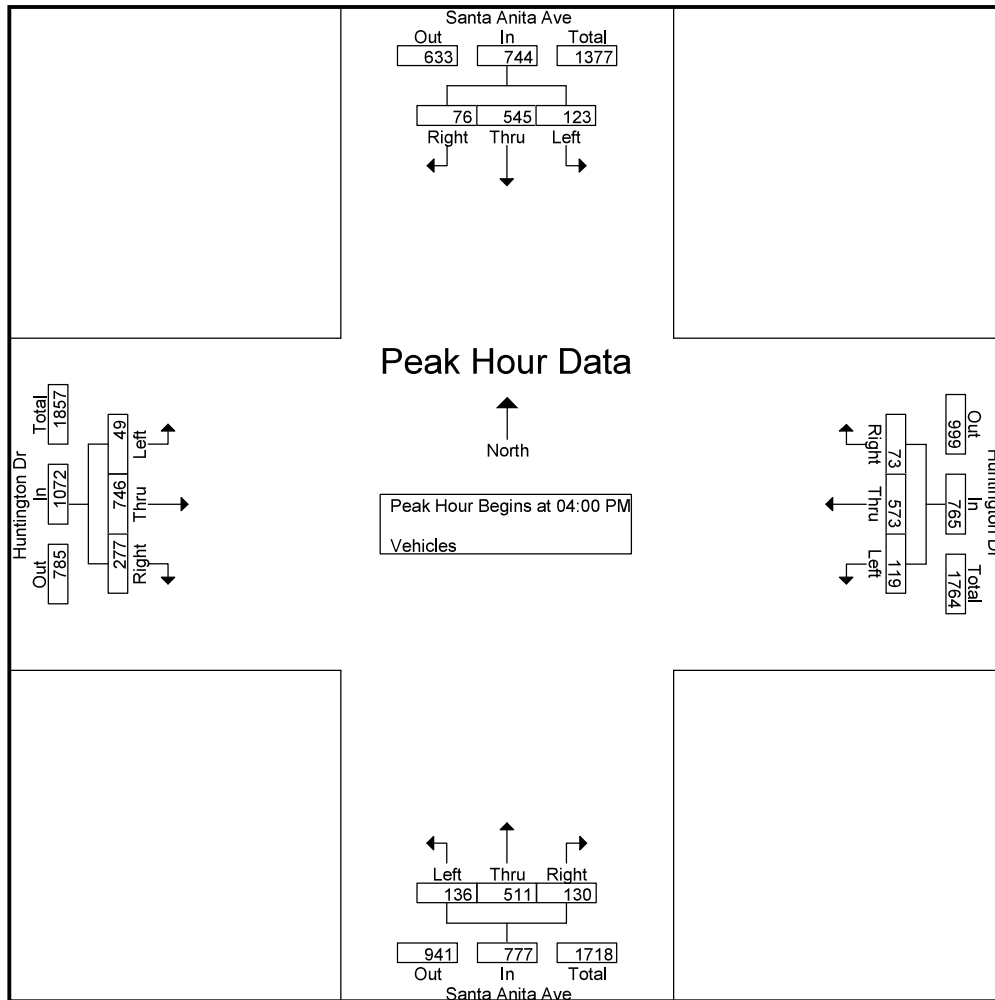 Santa Anita Ave
Out In Total
633 744 1377
76 545 123
Right Thru Left
Peak Hour Data
North
Peak Hour Begins at 04:00 PM
Vehicles
Huntington Dr
Out In Total
785 1072 1857
277 746 49
Right Thru Left
Huntington Dr
Out In Total
999 765 1764
73 573 119
Right Thru Left
Left Thru Right
136 511 130
941 777 1718
Out In Total
Santa Anita Ave